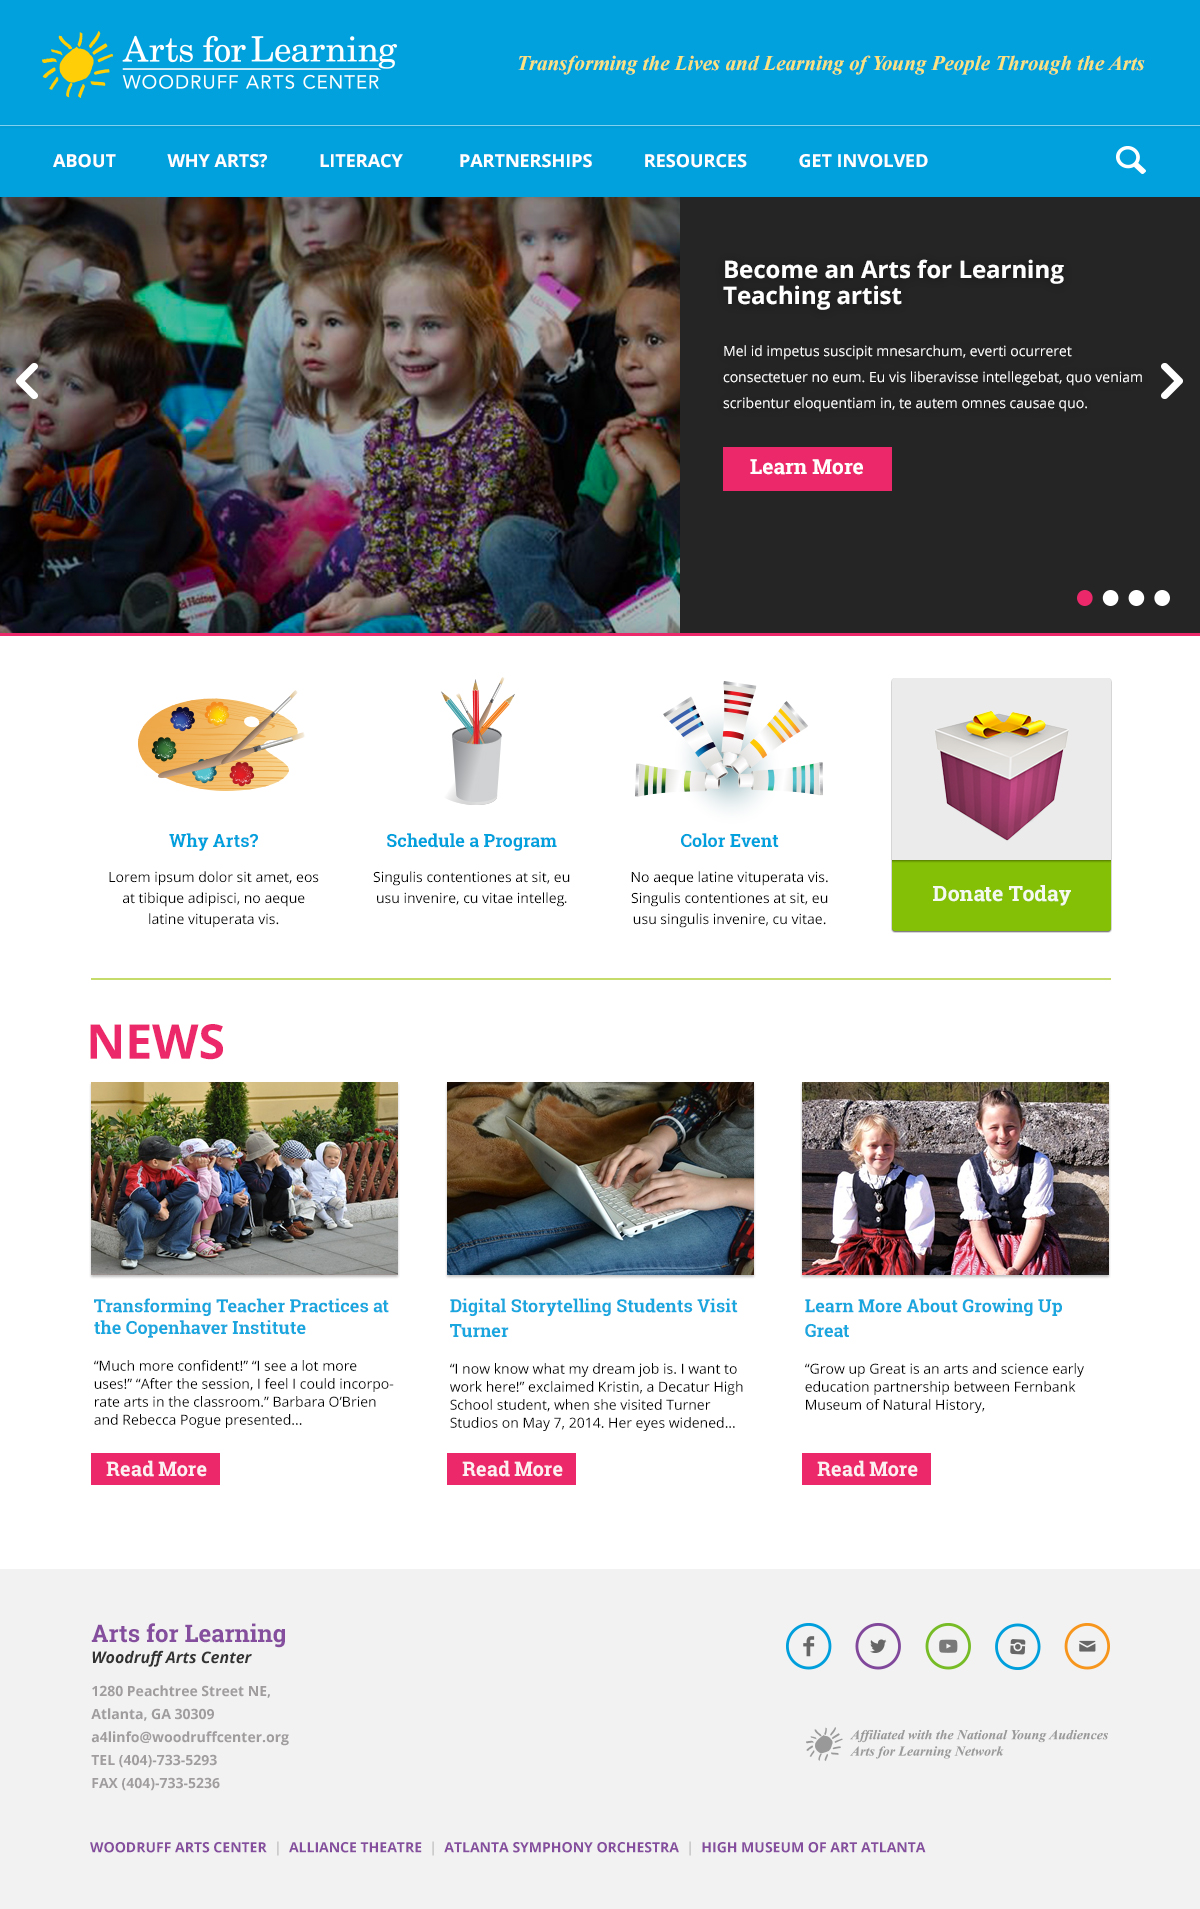 Arts for Learning
WOODRUFF ARTS CENTER
Transforming the Lives and Learning of Young People Through the Arts
ABOUT WHY ARTS? LITERACY PARTNERSHIPS RESOURCES GET INVOLVED
Become an Arts for Learning
Teaching artist
Mel id impetus suscipit mnesarchum, everti ocurreret
consectetuer no eum. Eu vis liberavisse intellegebat, quo veniam
scribentur eloquentiam in, te autem omnes causae quo.
Learn More
Why Arts?
Lorem ipsum dolor sit amet, eos
at tibique adipisci, no aeque
latine vituperata vis.
Schedule a Program
Singulis contentiones at sit, eu
usu invenire, cu vitae intelleg.
Color Event
No aeque latine vituperata vis.
Singulis contentiones at sit, eu
usu singulis invenire, cu vitae.
Donate Today
NEWS
Transforming Teacher Practices at
the Copenhaver Institute
“Much more confident!” “I see a lot more
uses!” “After the session, I feel I could incorpo-
rate arts in the classroom.” Barbara O’Brien
and Rebecca Pogue presented...
Read More
Digital Storytelling Students Visit
Turner
“I now know what my dream job is. I want to
work here!” exclaimed Kristin, a Decatur High
School student, when she visited Turner
Studios on May 7, 2014. Her eyes widened...
Read More
Learn More About Growing Up
Great
“Grow up Great is an arts and science early
education partnership between Fernbank
Museum of Natural History,
Read More
Arts for Learning
Woodruff Arts Center
1280 Peachtree Street NE,
Atlanta, GA 30309
a4linfo@woodruffcenter.org
TEL (404)-733-5293
FAX (404)-733-5236
Affiliated with the National Young Audiences
Arts for Learning Network
WOODRUFF ARTS CENTER | ALLIANCE THEATRE | ATLANTA SYMPHONY ORCHESTRA | HIGH MUSEUM OF ART ATLANTA